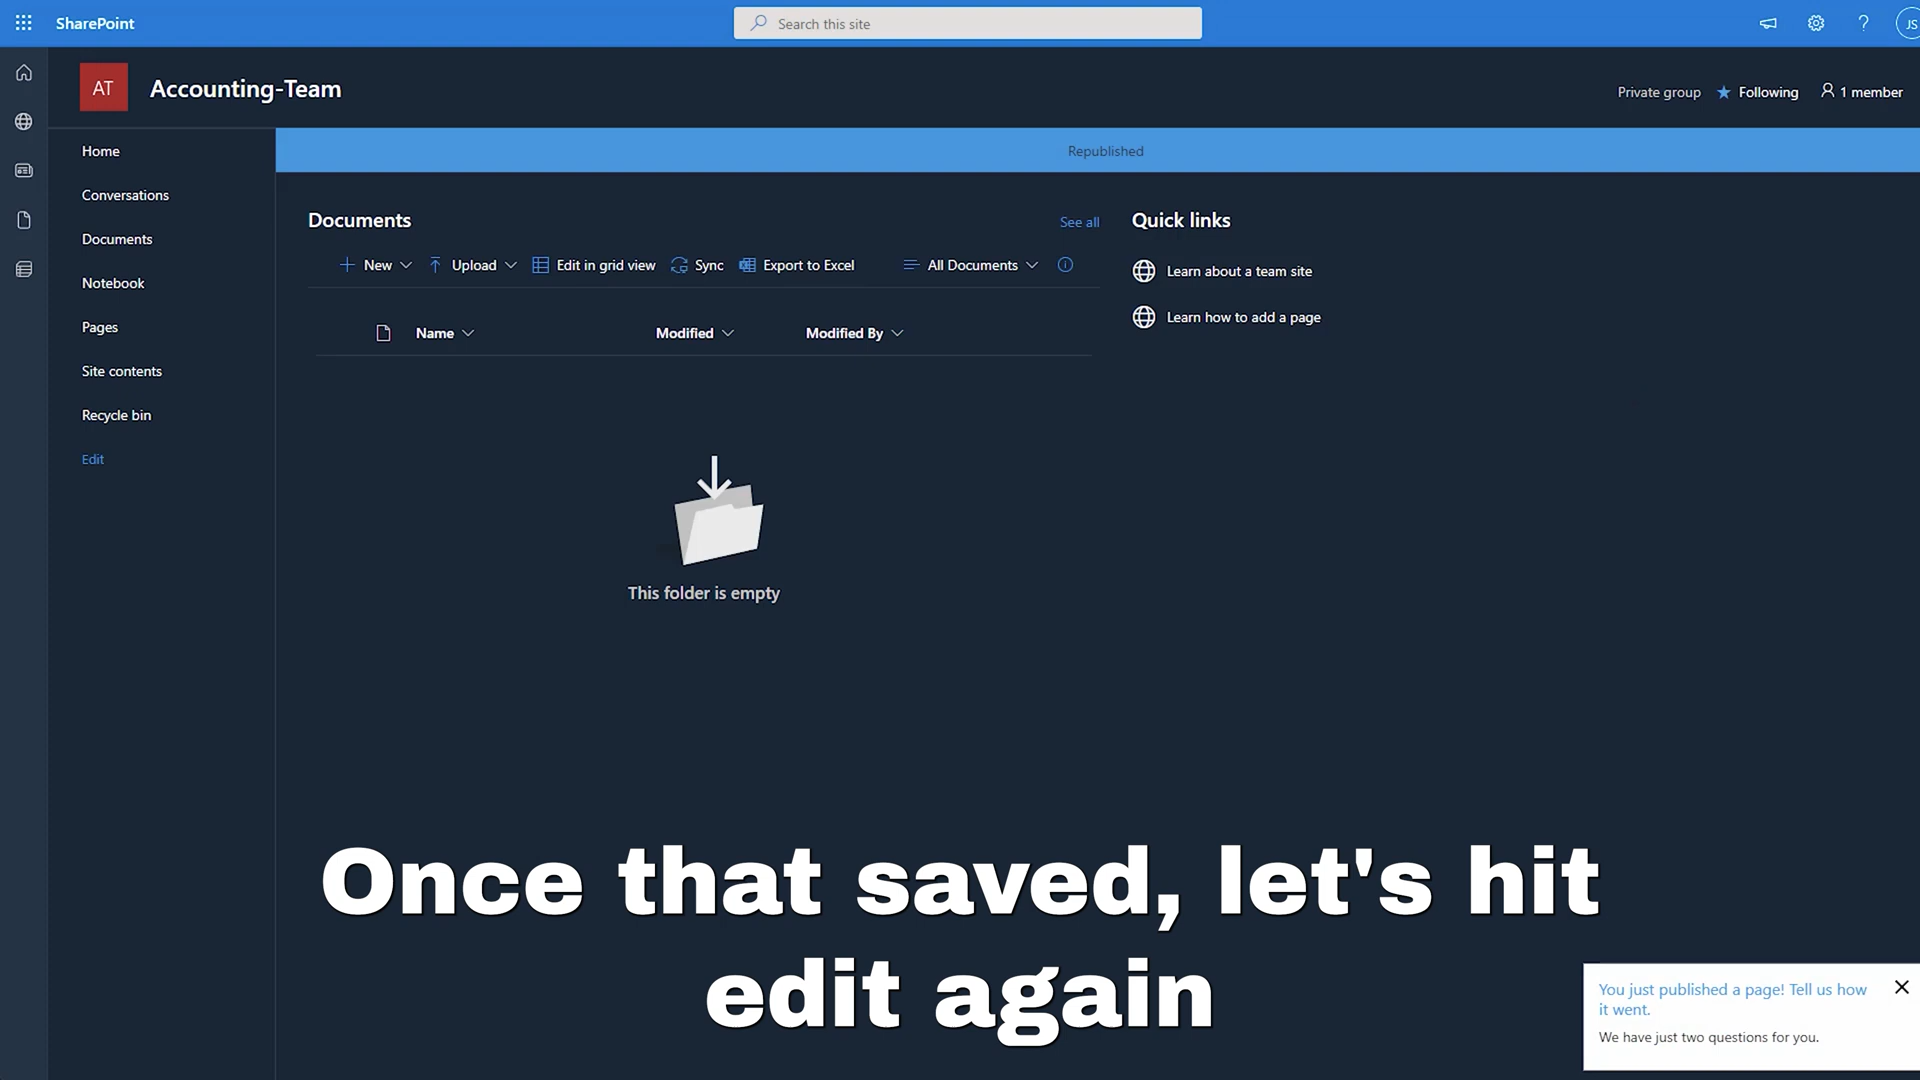 SharePoint
Search this site
JS
AT
Accounting-Team
Private group
Following
1 member
Home
Conversations
Documents
Notebook
Pages
Site contents
Recycle bin
Edit
Republished
Documents
See all
New
Upload
Edit in grid view
Sync
Export to Excel
All Documents
Name
Modified
Modified By
This folder is empty
Quick links
Learn about a team site
Learn how to add a page
Once that saved, let's hit
edit again
You just published a page! Tell us how
it went.
We have just two questions for you.